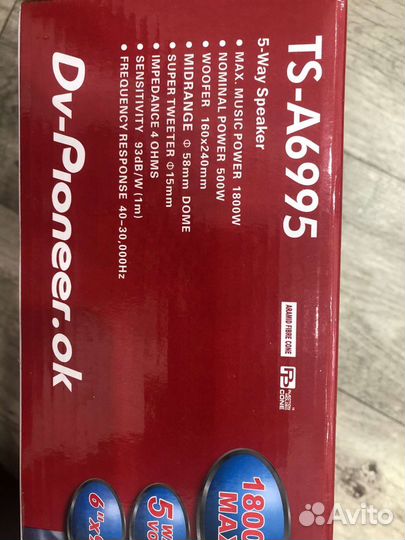 TS-A6995
5-Way Speaker
• MAX. MUSIC POWER 1800W
• NOMINAL POWER 500W
• WOOFER 160x240mm
• MIDRANGE Φ 58mm DOME
• SUPER TWEETER Φ15mm
• IMPEDANCE 4 OHMS
• SENSITIVITY 93dB/W (1m)
• FREQUENCY RESPONSE 40-30,000Hz
Dv-Pioneer.ok
ARAMID FIBRE CONE
CONE
1800
MAX
5
6"x9
Avito